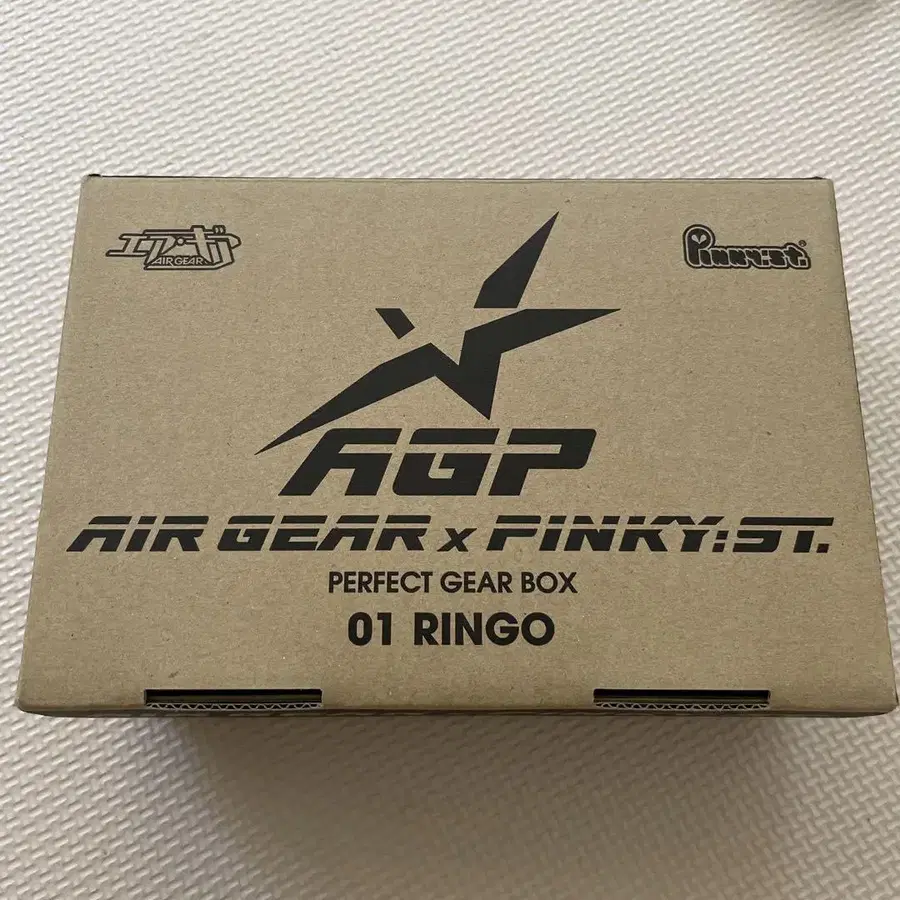 エア・ギア
AIR GEAR
Pinky:st.
AGP
AIR GEAR x PINKY:ST.
PERFECT GEAR BOX
01 RINGO